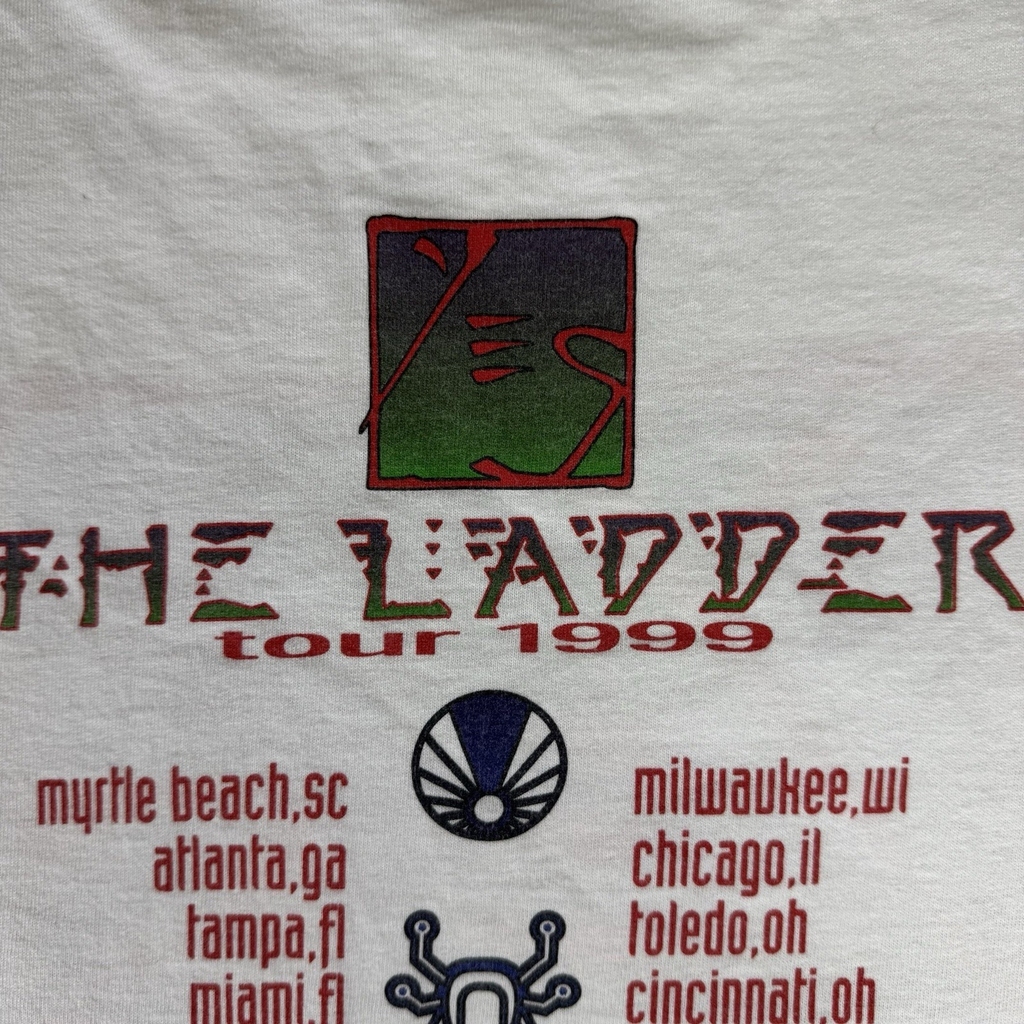 YES
THE LADDER
tour 1999
myrtle beach,sc
atlanta,ga
tampa,fl
miami,fl
milwaukee,wi
chicago,il
toledo,oh
cincinnati,oh